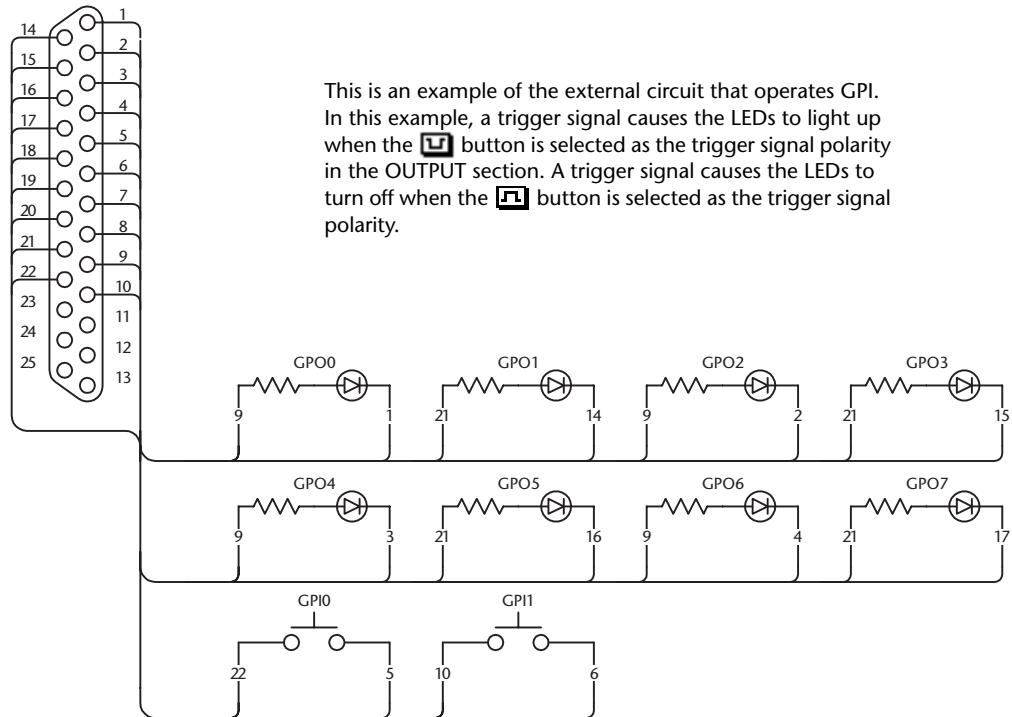 1
14
2
15
3
16
4
17
5
18
6
19
7
20
8
21
9
22
10
23
11
24
12
25
13
This is an example of the external circuit that operates GPI.
In this example, a trigger signal causes the LEDs to light up
when the button is selected as the trigger signal polarity
in the OUTPUT section. A trigger signal causes the LEDs to
turn off when the button is selected as the trigger signal
polarity.
GPO0 GPO1 GPO2 GPO3
9 1 21 14 9 2 21 15
GPO4 GPO5 GPO6 GPO7
9 3 21 16 9 4 21 17
GPI0 GPI1
22 5 10 6